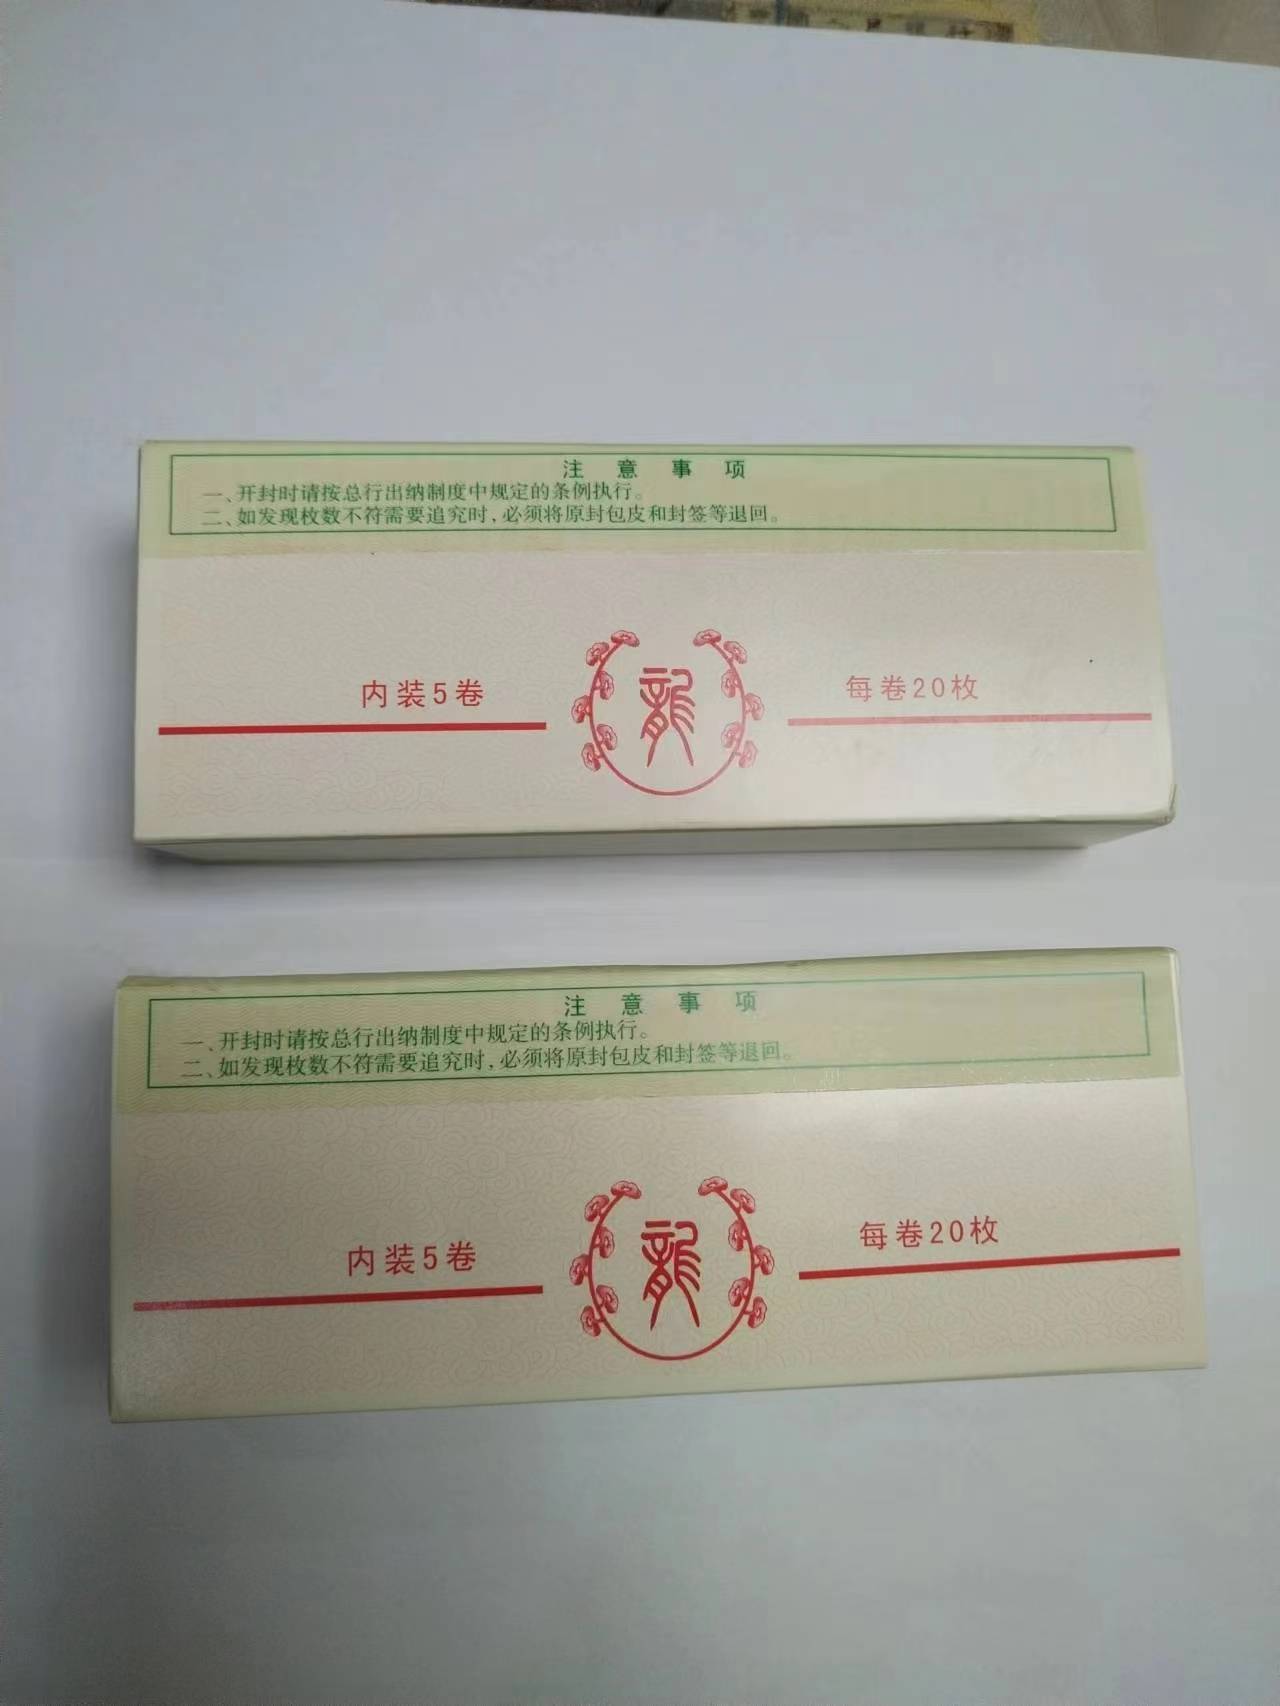 注意事项
一、开封时请按总行出纳制度中规定的条例执行。
二、如发现枚数不符需要追究时，必须将原封包皮和封签等退回。
内装5卷
龍
每卷20枚
注意事项
一、开封时请按总行出纳制度中规定的条例执行。
二、如发现枚数不符需要追究时，必须将原封包皮和封签等退回。
内装5卷
龍
每卷20枚